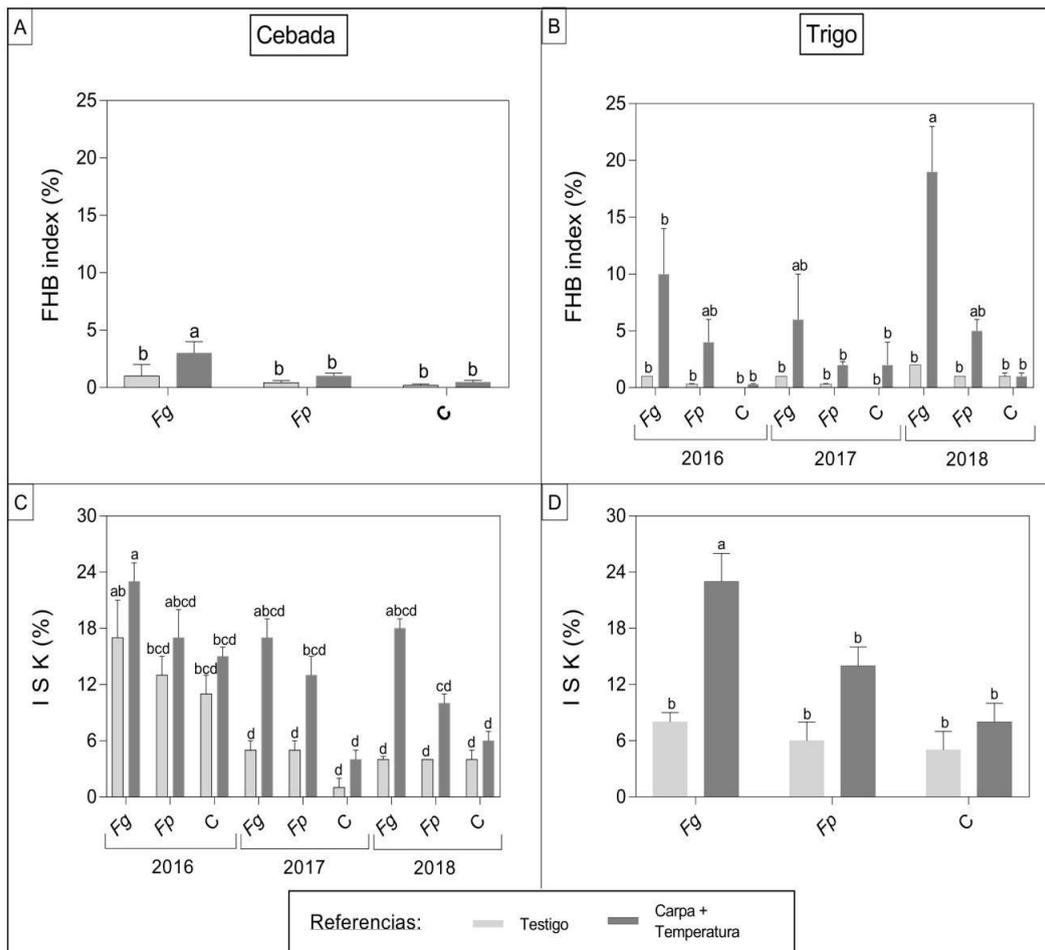 A
Cebada
FHB index (%)
25
20
15
10
5
0
b
a
b
b
b
b
Fg
Fp
C
B
Trigo
FHB index (%)
25
20
15
10
5
0
b
b
b
ab
b
b
b
ab
b
b
b
b
b
a
b
ab
b
b
Fg
Fp
C
Fg
Fp
C
Fg
Fp
C
2016
2017
2018
C
I S K (%)
30
24
18
12
6
0
ab
a
bcd
abcd
bcd
bcd
d
abcd
d
bcd
d
d
d
abcd
d
cd
d
d
Fg
Fp
C
Fg
Fp
C
Fg
Fp
C
2016
2017
2018
D
I S K (%)
30
24
18
12
6
0
b
a
b
b
b
b
Fg
Fp
C
Referencias:
Testigo
Carpa +
Temperatura